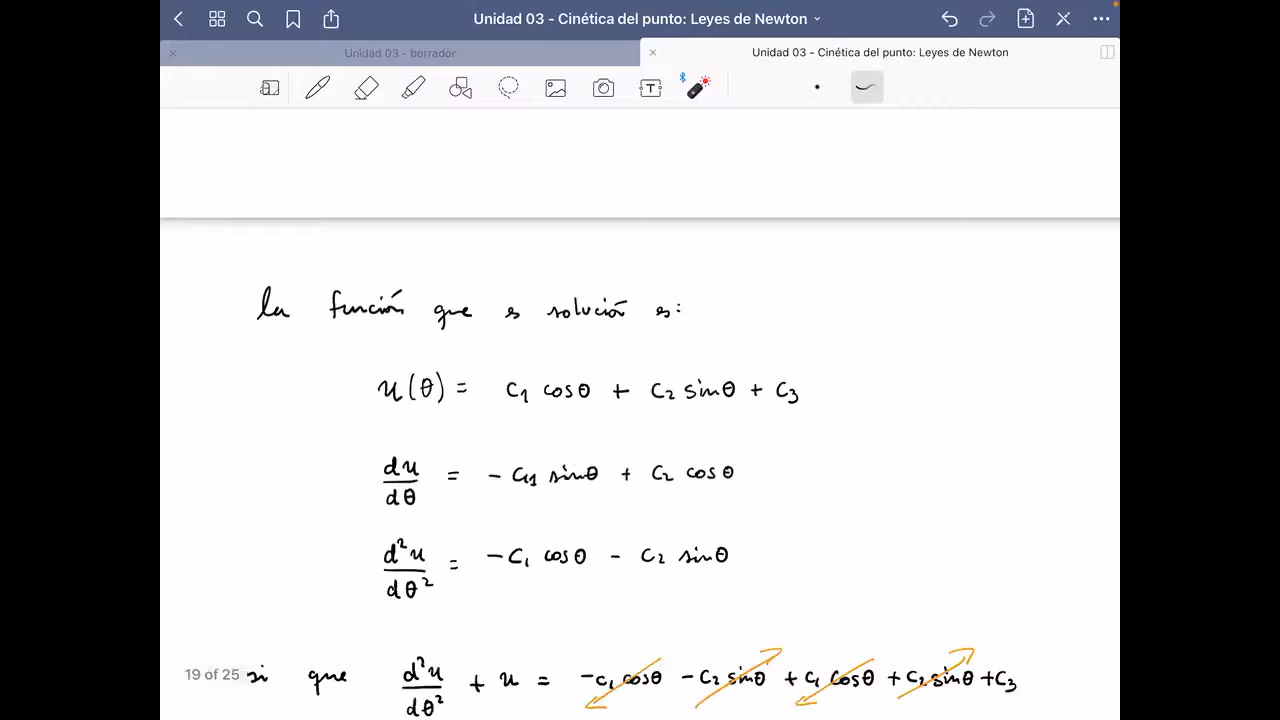 Unidad 03 - Cinética del punto: Leyes de Newton
Unidad 03 - borrador
Unidad 03 - Cinética del punto: Leyes de Newton
la función que es solución es:
u(θ) = C1 cosθ + C2 sinθ + C3
du/dθ = - C1 sinθ + C2 cosθ
d²u/dθ² = -C1 cosθ - C2 sinθ
19 of 25
si que d²u/dθ² + u = -C1 cosθ - C2 sinθ + C1 cosθ + C2 sinθ + C3